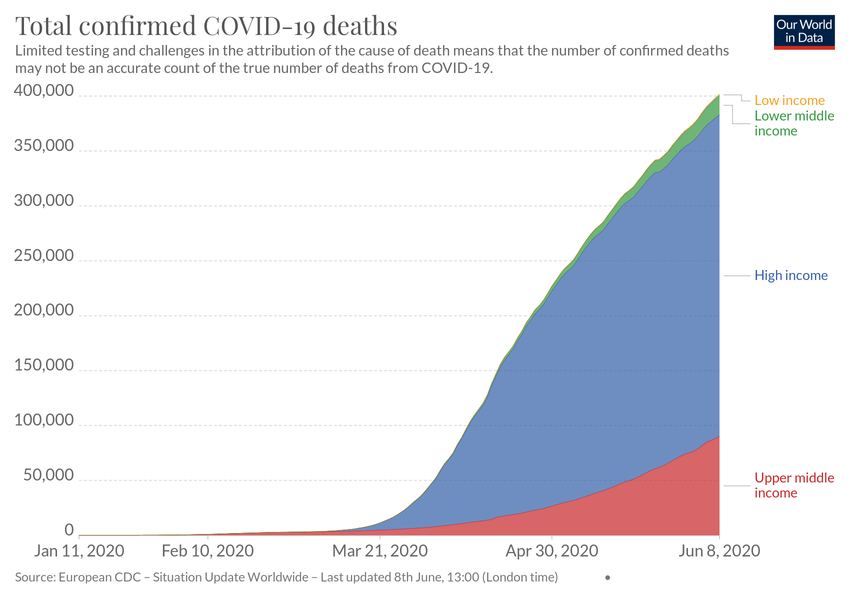 Total confirmed COVID-19 deaths
Our World
in Data
Limited testing and challenges in the attribution of the cause of death means that the number of confirmed deaths
may not be an accurate count of the true number of deaths from COVID-19.
400,000
Low income
Lower middle
income
350,000
300,000
250,000
High income
200,000
150,000
100,000
50,000
Upper middle
income
0
Jan 11, 2020
Feb 10, 2020
Mar 21, 2020
Apr 30, 2020
Jun 8, 2020
Source: European CDC – Situation Update Worldwide – Last updated 8th June, 13:00 (London time) •